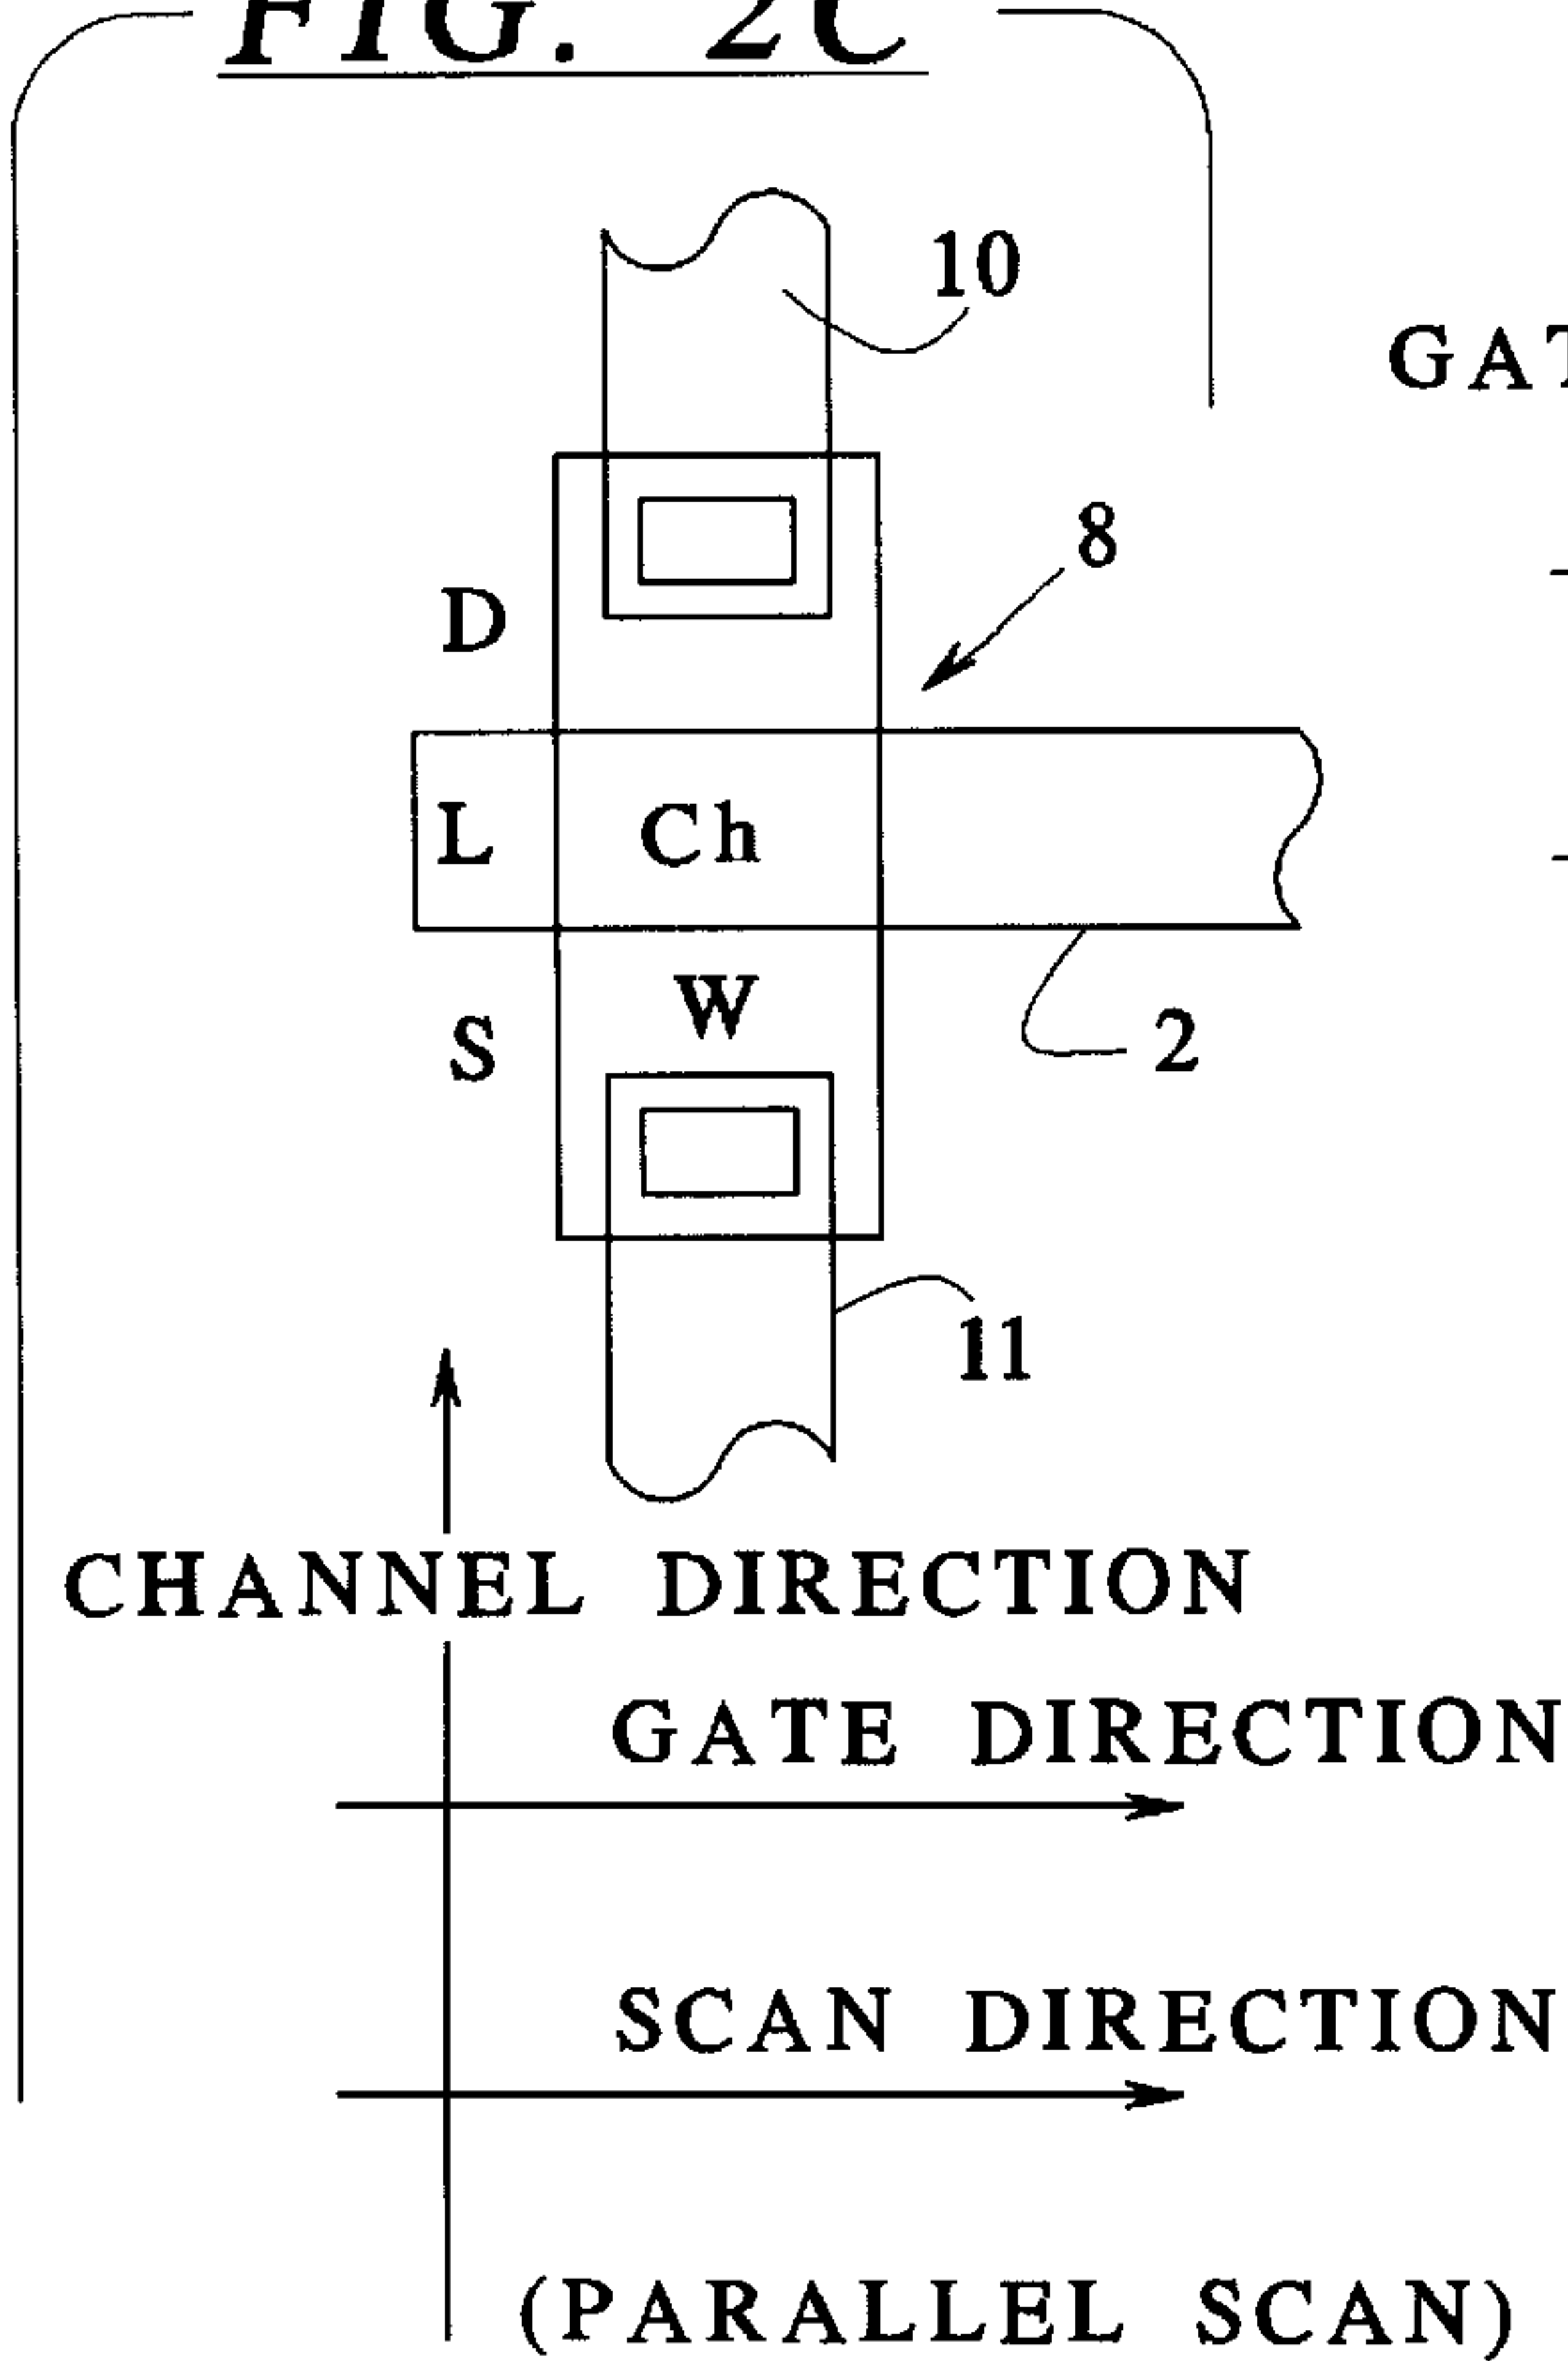 FIG. 2C
10
GAT
8
D
L Ch
W
S
2
11
CHANNEL DIRECTION
GATE DIRECTION
SCAN DIRECTION
(PARALLEL SCAN)